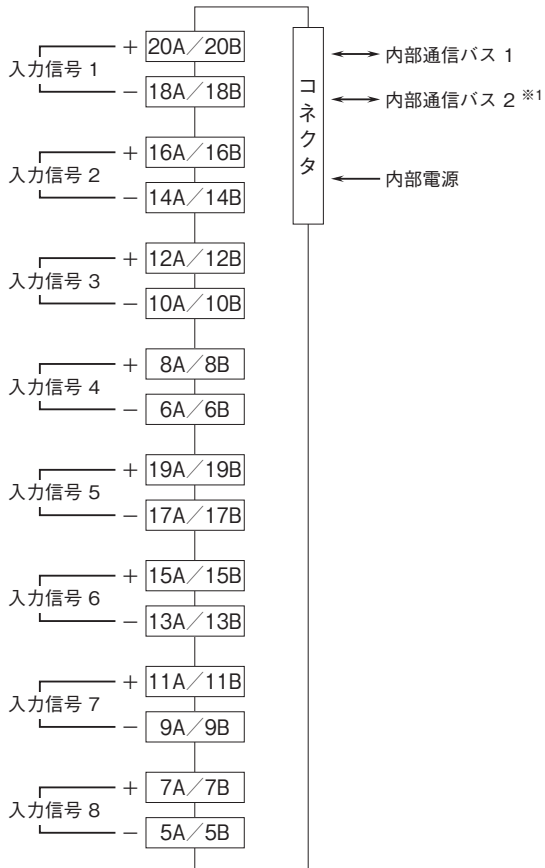 入力信号 1
+ 20A/20B
− 18A/18B
入力信号 2
+ 16A/16B
− 14A/14B
入力信号 3
+ 12A/12B
− 10A/10B
入力信号 4
+ 8A/8B
− 6A/6B
入力信号 5
+ 19A/19B
− 17A/17B
入力信号 6
+ 15A/15B
− 13A/13B
入力信号 7
+ 11A/11B
− 9A/9B
入力信号 8
+ 7A/7B
− 5A/5B
コネクタ
内部通信バス 1
内部通信バス 2 ※1
内部電源